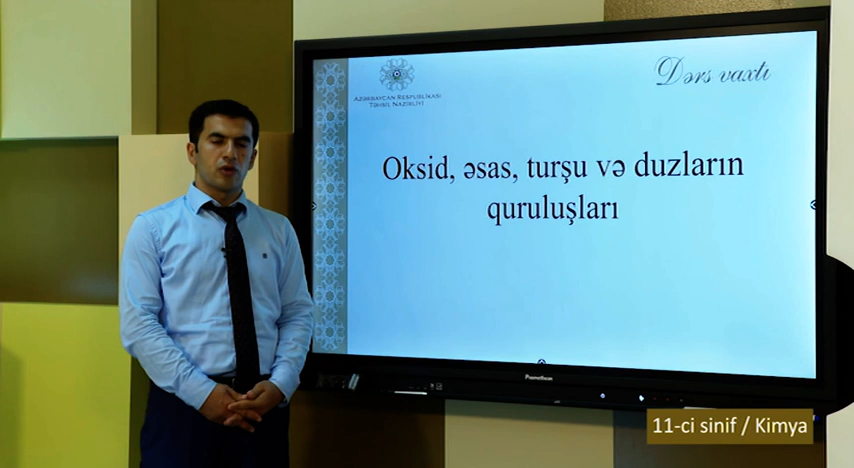 Dərs vaxtı
AZƏRBAYCAN RESPUBLİKASI
TƏHSİL NAZİRLİYİ
Oksid, əsas, turşu və duzların
quruluşları
Promethean
11-ci sinif / Kimya